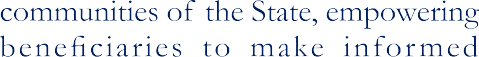 communities of the State, empowering
beneficiaries to make informed